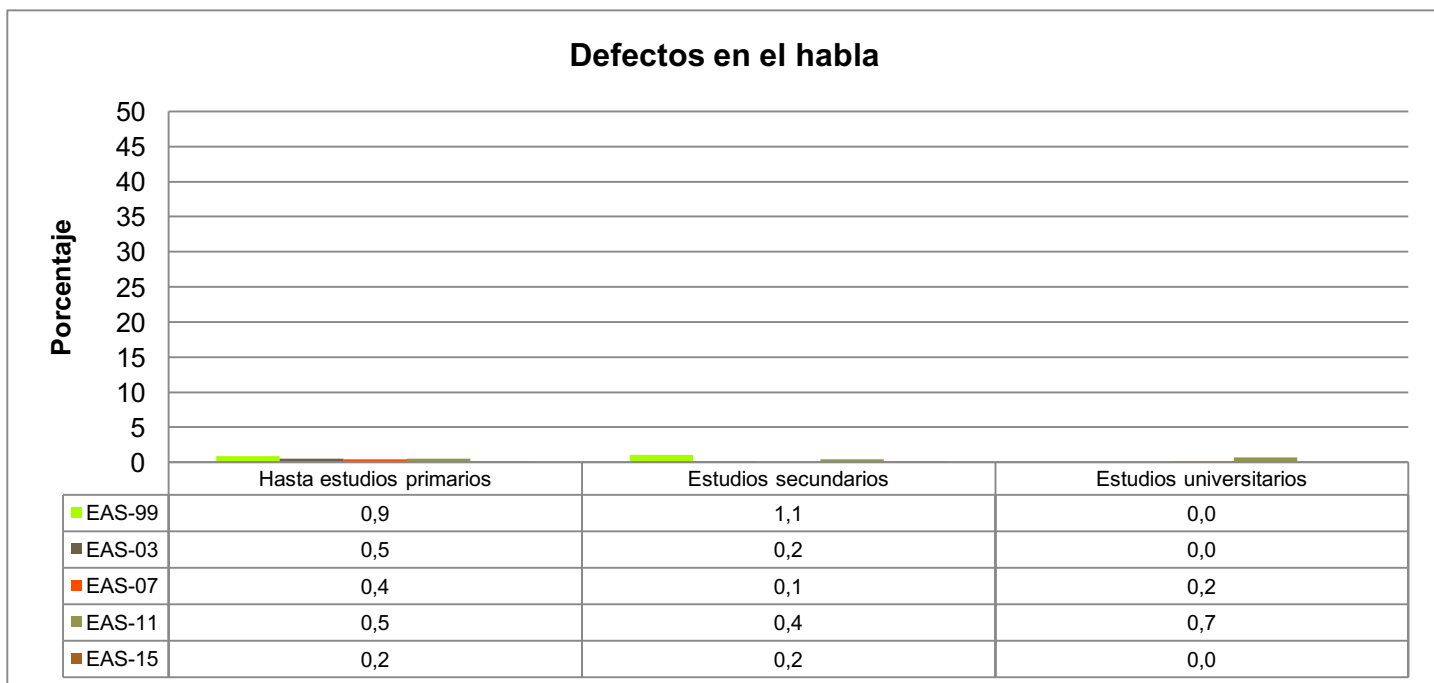 Defectos en el habla
Porcentaje
50
45
40
35
30
25
20
15
10
5
0
Hasta estudios primarios Estudios secundarios Estudios universitarios
EAS-99 0,9 1,1 0,0
EAS-03 0,5 0,2 0,0
EAS-07 0,4 0,1 0,2
EAS-11 0,5 0,4 0,7
EAS-15 0,2 0,2 0,0